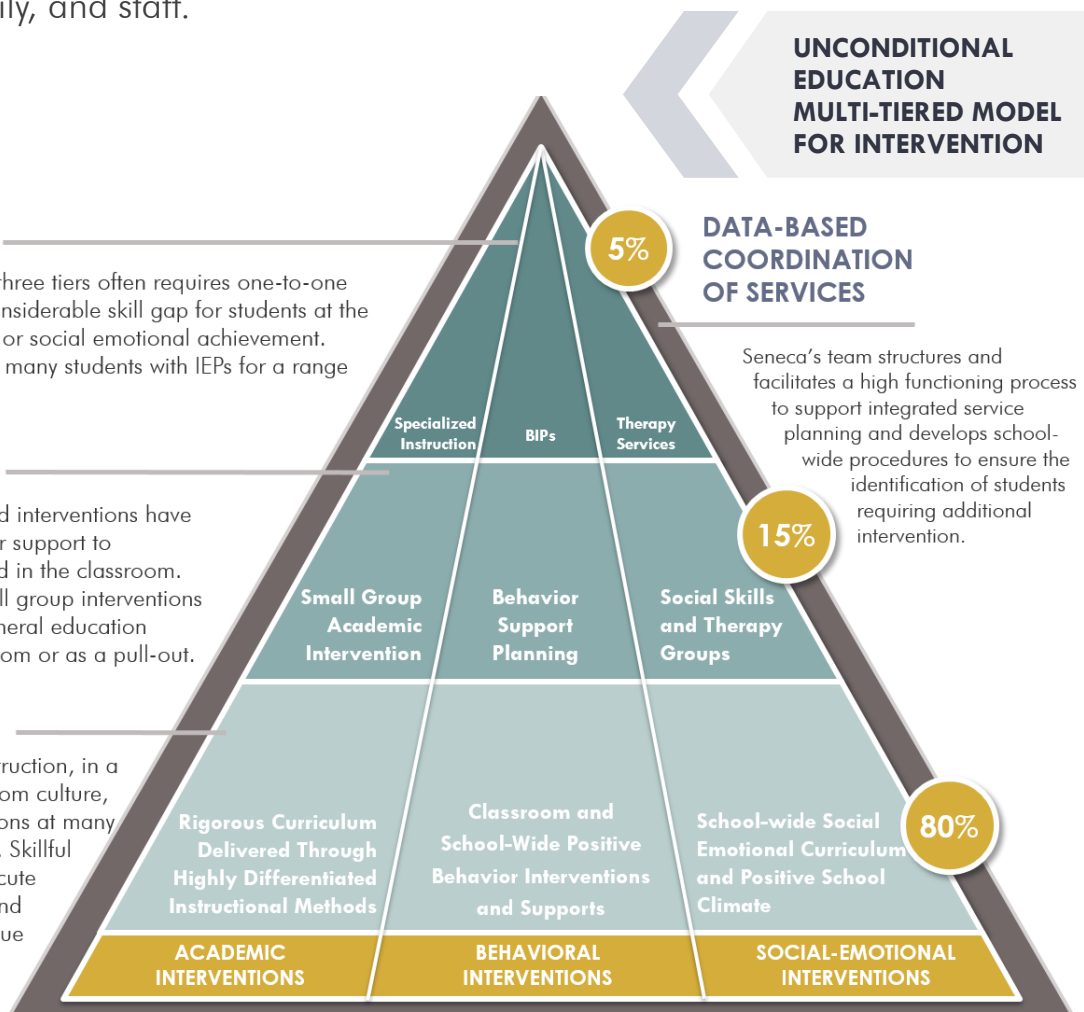 ily, and staff.
UNCONDITIONAL
EDUCATION
MULTI-TIERED MODEL
FOR INTERVENTION
5%
DATA-BASED
COORDINATION
OF SERVICES
three tiers often requires one-to-one
nsiderable skill gap for students at the
or social emotional achievement.
many students with IEPs for a range
Seneca's team structures and
facilitates a high functioning process
to support integrated service
planning and develops school-
wide procedures to ensure the
identification of students
requiring additional
intervention.
Specialized
Instruction
BIPs
Therapy
Services
15%
d interventions have
r support to
d in the classroom.
ll group interventions
neral education
om or as a pull-out.
Small Group
Academic
Intervention
Behavior
Support
Planning
Social Skills
and Therapy
Groups
80%
truction, in a
om culture,
ons at many
. Skillful
cute
nd
ue
Rigorous Curriculum
Delivered Through
Highly Differentiated
Instructional Methods
Classroom and
School-Wide Positive
Behavior Interventions
and Supports
School-wide Social
Emotional Curriculum
and Positive School
Climate
ACADEMIC
INTERVENTIONS
BEHAVIORAL
INTERVENTIONS
SOCIAL-EMOTIONAL
INTERVENTIONS